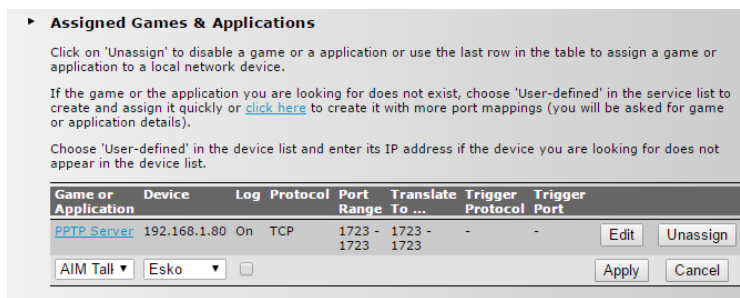 Assigned Games & Applications
Click on 'Unassign' to disable a game or a application or use the last row in the table to assign a game or
application to a local network device.
If the game or the application you are looking for does not exist, choose 'User-defined' in the service list to
create and assign it quickly or click here to create it with more port mappings (you will be asked for game
or application details).
Choose 'User-defined' in the device list and enter its IP address if the device you are looking for does not
appear in the device list.
Game or Device Log Protocol Port Translate Trigger Trigger
Application Range To ... Protocol Port
PPTP Server 192.168.1.80 On TCP 1723 - 1723 - - - Edit Unassign
1723 1723
AIM Talk Esko Apply Cancel